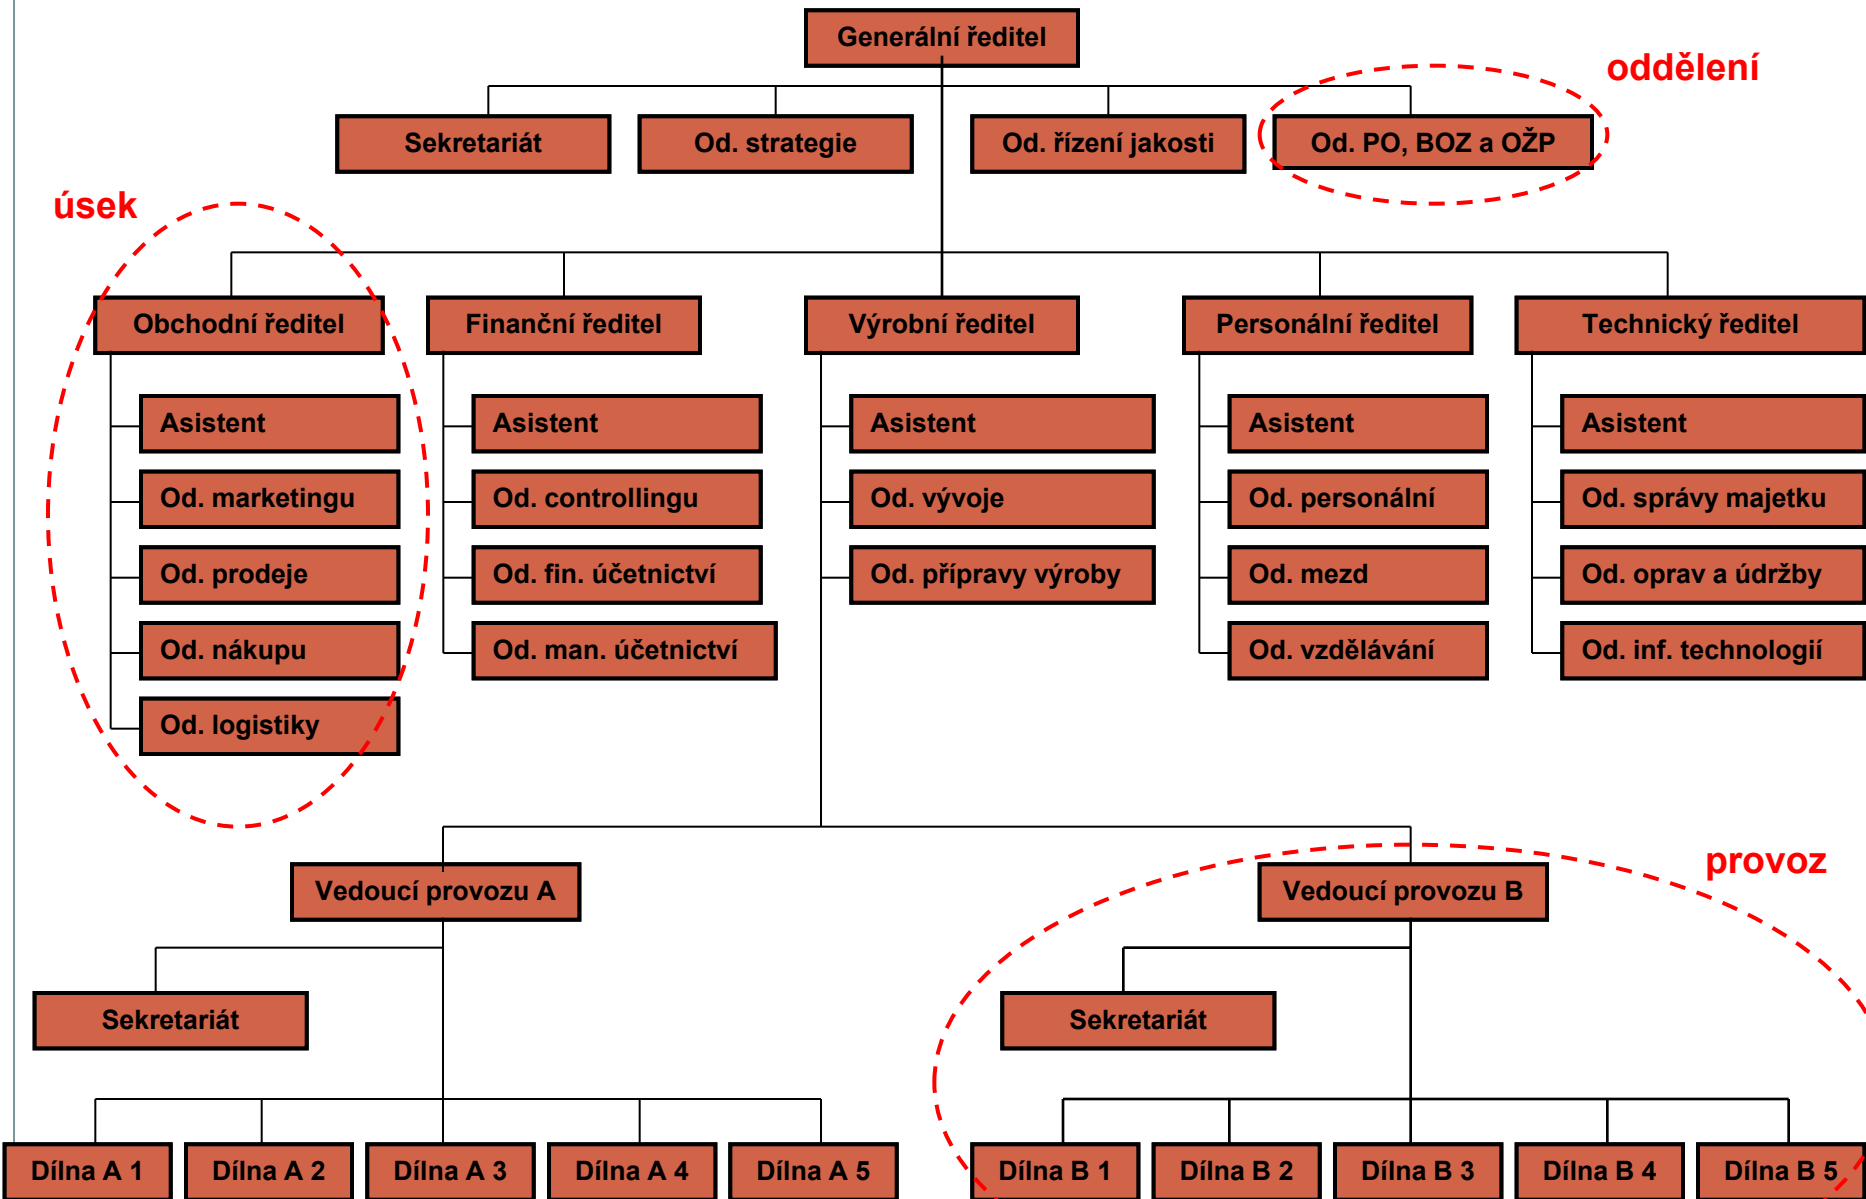 Generální ředitel
oddělení
Sekretariát
Od. strategie
Od. řízení jakosti
Od. PO, BOZ a OŽP
úsek
Obchodní ředitel
Finanční ředitel
Výrobní ředitel
Personální ředitel
Technický ředitel
Asistent
Asistent
Asistent
Asistent
Asistent
Od. marketingu
Od. controllingu
Od. vývoje
Od. personální
Od. správy majetku
Od. prodeje
Od. fin. účetnictví
Od. přípravy výroby
Od. mezd
Od. oprav a údržby
Od. nákupu
Od. man. účetnictví
Od. vzdělávání
Od. inf. technologií
Od. logistiky
provoz
Vedoucí provozu A
Vedoucí provozu B
Sekretariát
Sekretariát
Dílna A 1
Dílna A 2
Dílna A 3
Dílna A 4
Dílna A 5
Dílna B 1
Dílna B 2
Dílna B 3
Dílna B 4
Dílna B 5